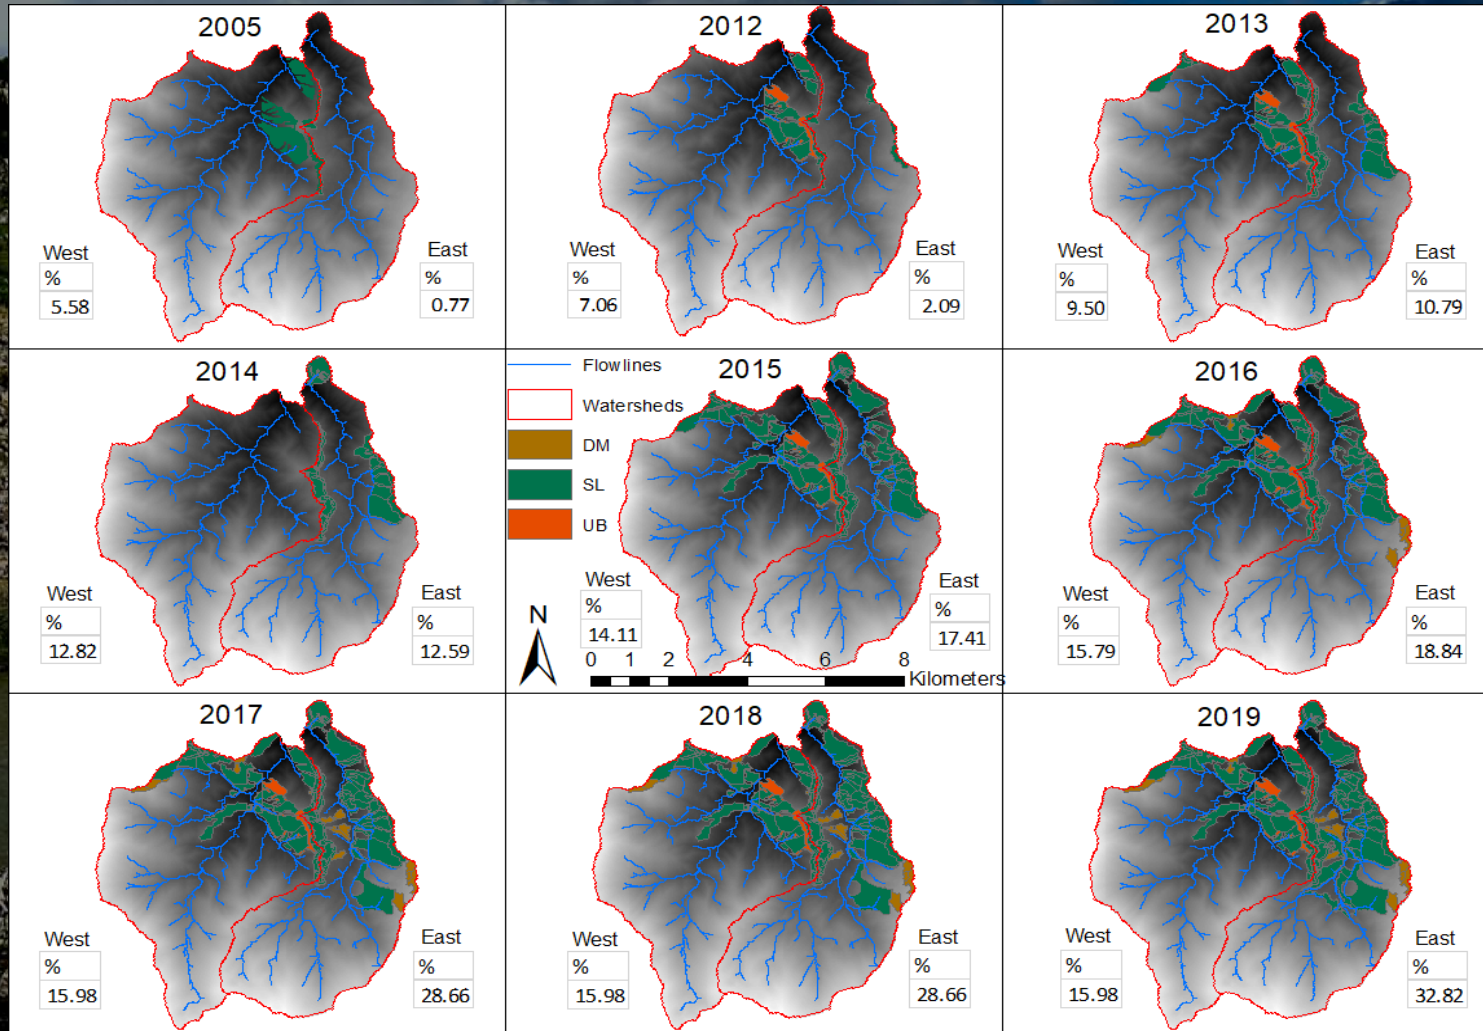 2005
West
%
5.58
East
%
0.77
2012
West
%
7.06
East
%
2.09
2013
West
%
9.50
East
%
10.79
2014
West
%
12.82
East
%
12.59
Flowlines
Watersheds
DM
SL
UB
2015
West
%
14.11
East
%
17.41
N
0 1 2 4 6 8
Kilometers
2016
West
%
15.79
East
%
18.84
2017
West
%
15.98
East
%
28.66
2018
West
%
15.98
East
%
28.66
2019
West
%
15.98
East
%
32.82